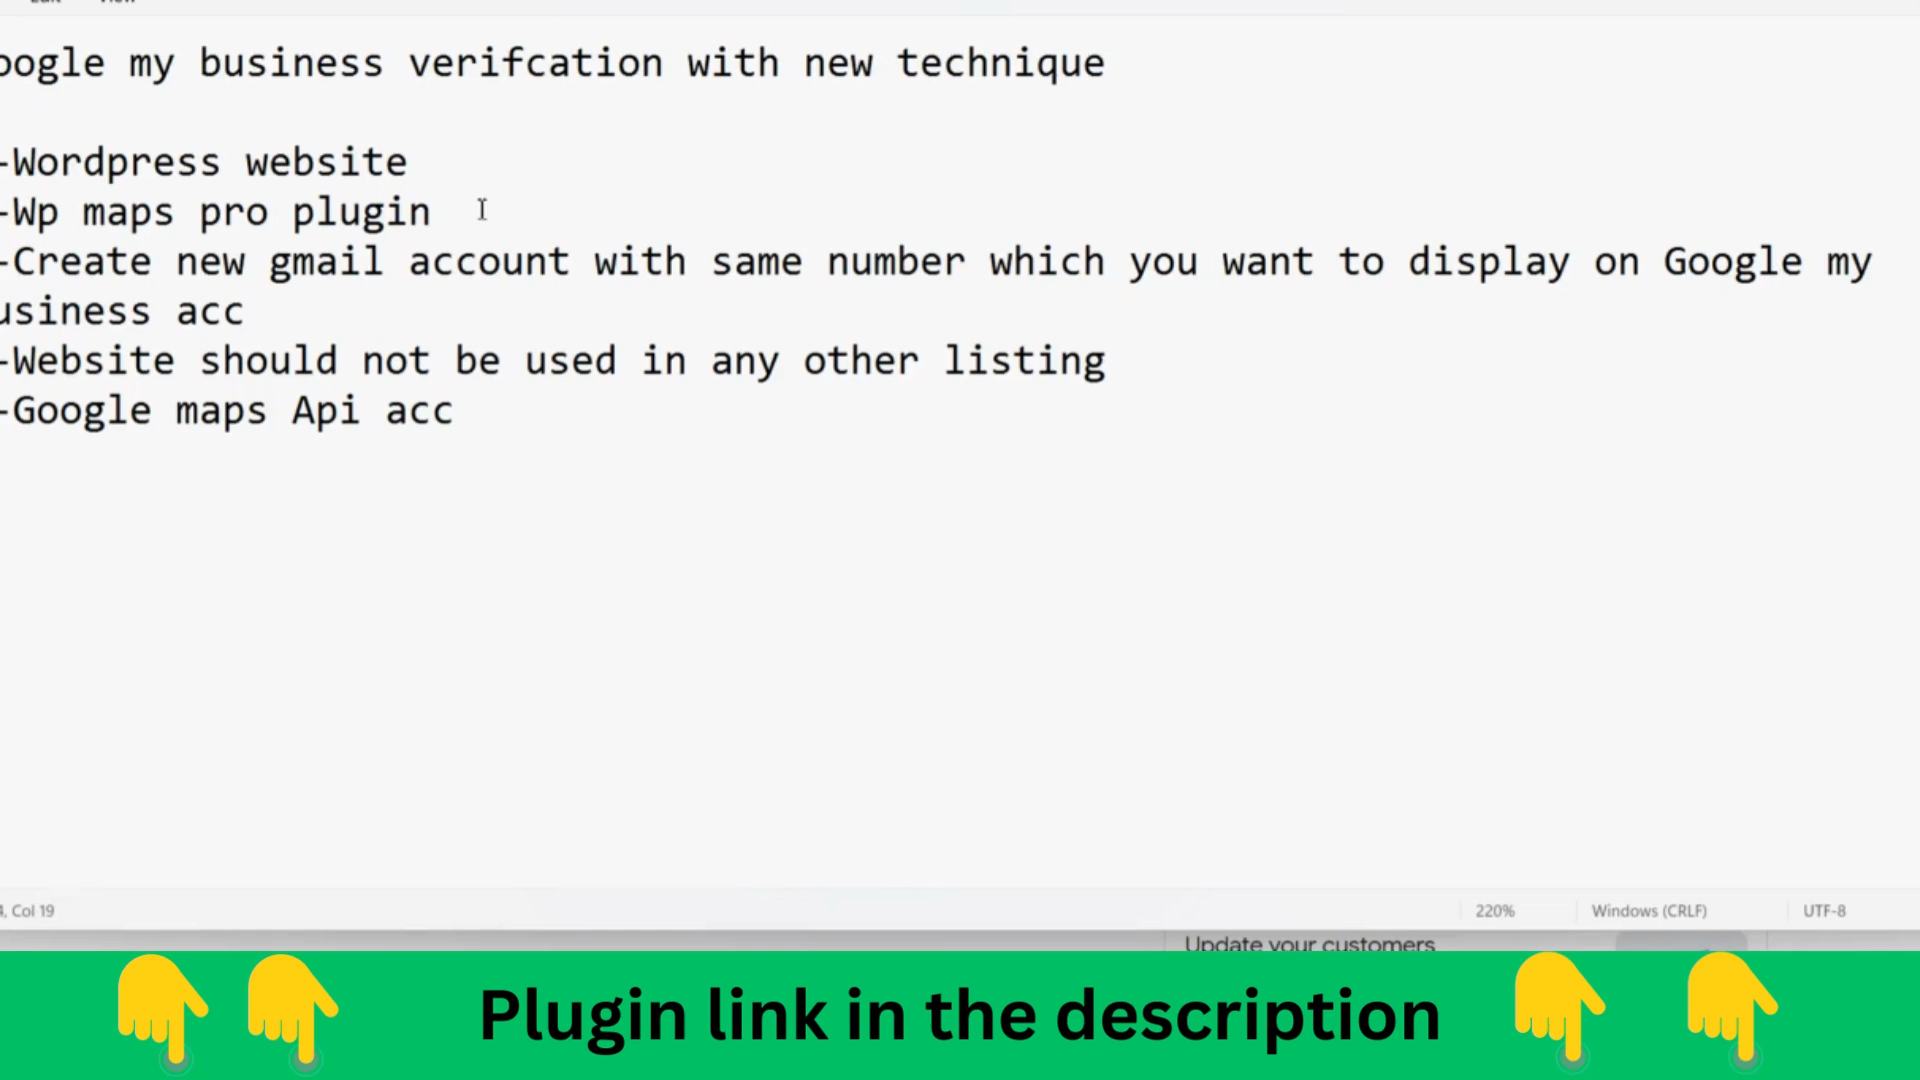 oogle my business verifcation with new technique
-Wordpress website
-Wp maps pro plugin
-Create new gmail account with same number which you want to display on Google my
usiness acc
-Website should not be used in any other listing
-Google maps Api acc
, Col 19
220%
Windows (CRLF)
UTF-8
Update your customers
Plugin link in the description